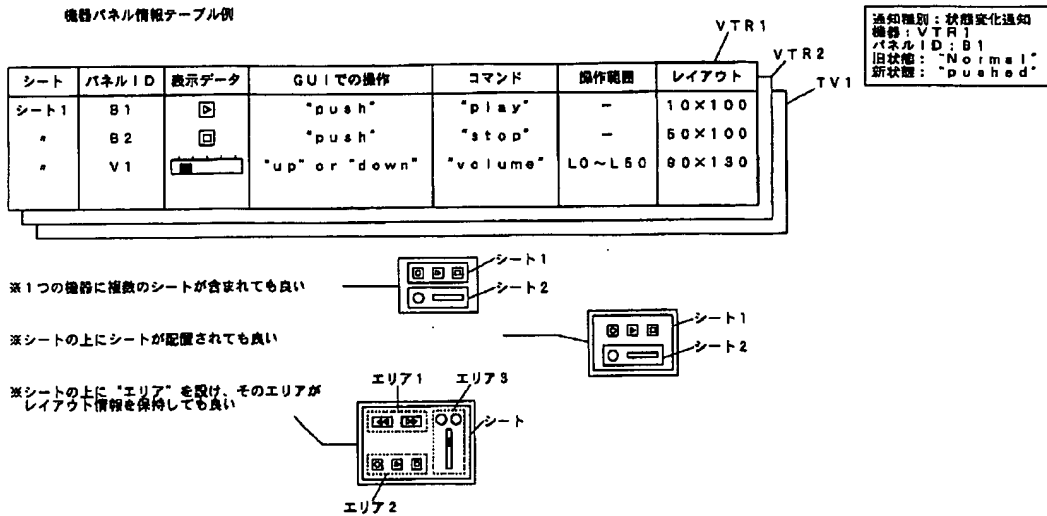 機器パネル情報テーブル例
VTR1
VTR2
TV1
通知種別：状態変化通知
機器：VTR1
パネルID：B1
旧状態："Normal"
新状態："pushed"
シート パネルID 表示データ GUIでの操作 コマンド 操作範囲 レイアウト
シート1 B1 "push" "play" － 10×100
〃 B2 "push" "stop" － 50×100
〃 V1 "up" or "down" "volume" L0～L50 90×130
シート1
※1つの機器に複数のシートが含まれても良い
シート2
シート1
※シートの上にシートが配置されても良い
シート2
エリア1 エリア3
※シートの上に"エリア"を設け、そのエリアが
レイアウト情報を保持しても良い
シート
エリア2